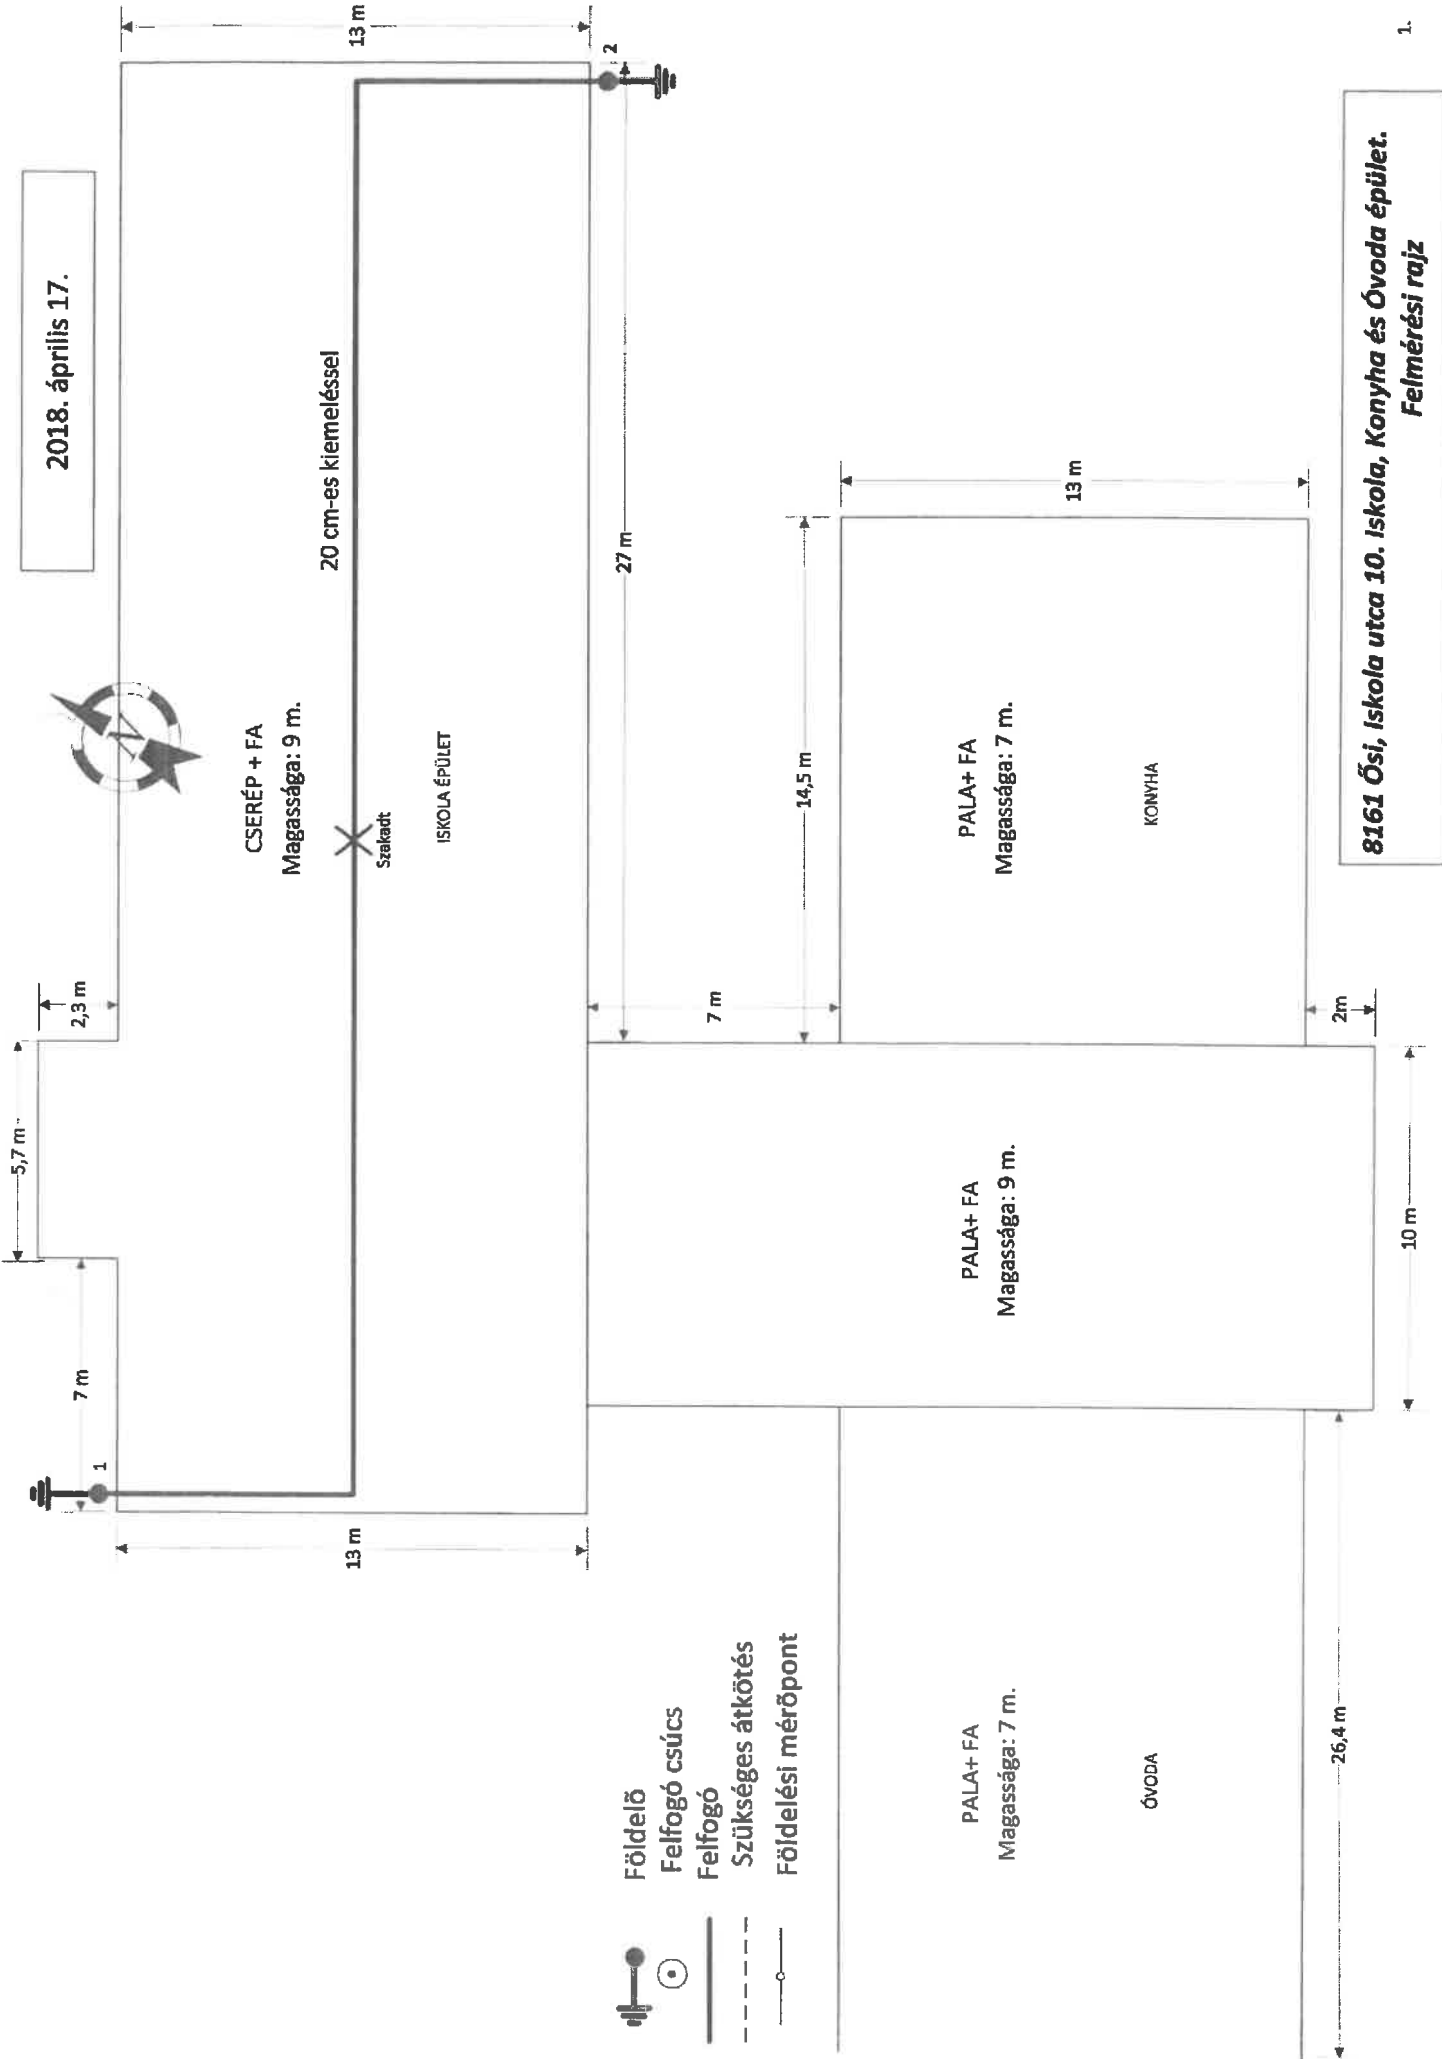 2018. április 17.
5,7 m
2,3 m
7 m
1
13 m
N
CSERÉP + FA
Magassága: 9 m.
20 cm-es kiemeléssel
Szakadt
ISKOLA ÉPÜLET
13 m
2
27 m
7 m
14,5 m
Földelő
Felfogó csúcs
Felfogó
Szükséges átkötés
Földelési mérőpont
PALA+ FA
Magassága: 7 m.
ÓVODA
PALA+ FA
Magassága: 9 m.
PALA+ FA
Magassága: 7 m.
KONYHA
13 m
2m
26,4 m
10 m
8161 Ősi, Iskola utca 10. Iskola, Konyha és Óvoda épület.
Felmérési rajz
1.